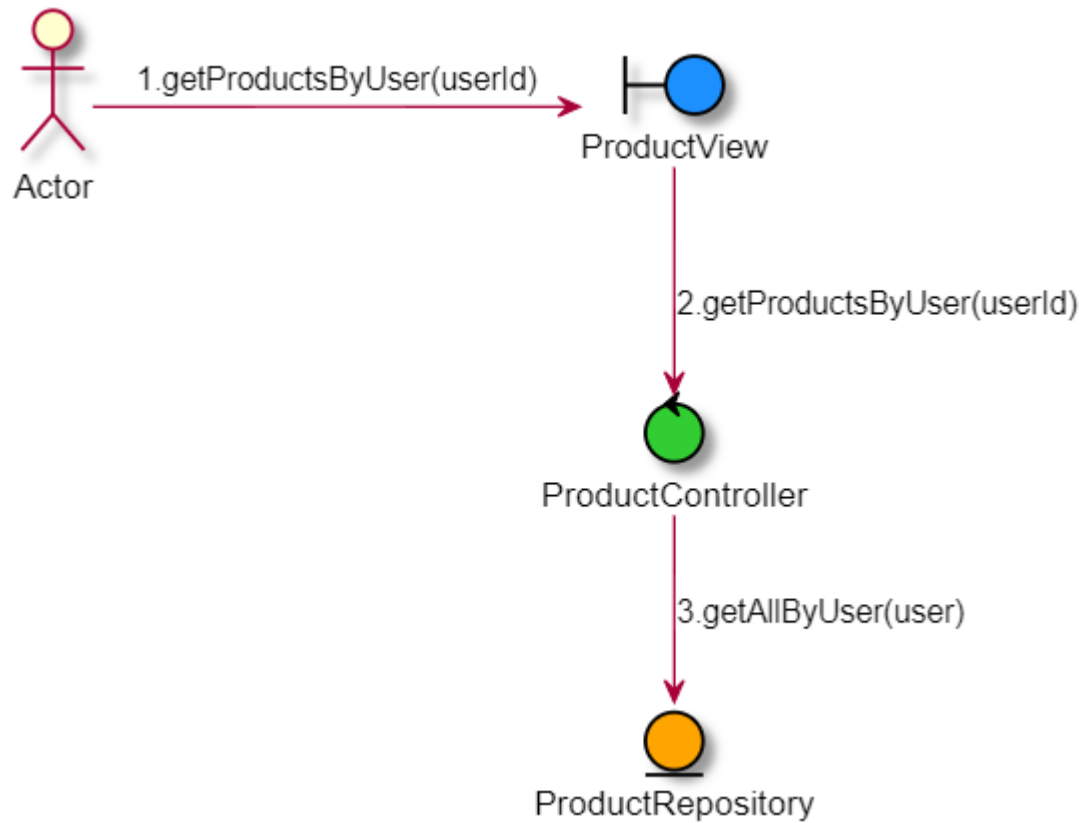 1.getProductsByUser(userId)
ProductView
Actor
2.getProductsByUser(userId)
ProductController
3.getAllByUser(user)
ProductRepository